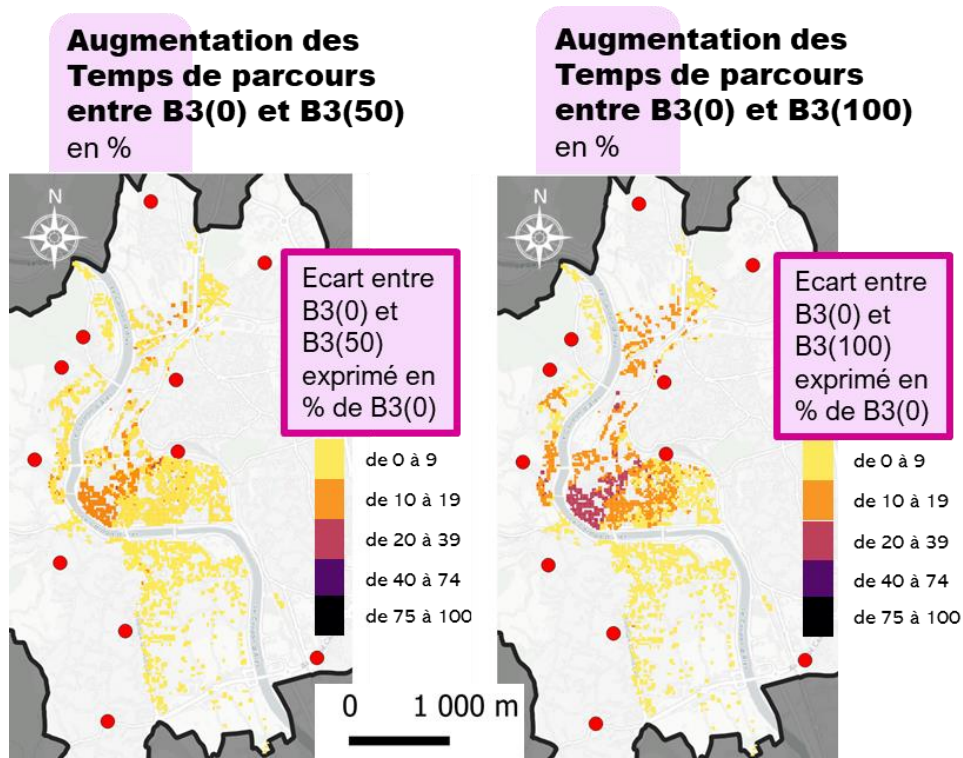 Augmentation des
Temps de parcours
entre B3(0) et B3(50)
en %
N
Ecart entre
B3(0) et
B3(50)
exprimé en
% de B3(0)
de 0 à 9
de 10 à 19
de 20 à 39
de 40 à 74
de 75 à 100
0 1 000 m
Augmentation des
Temps de parcours
entre B3(0) et B3(100)
en %
N
Ecart entre
B3(0) et
B3(100)
exprimé en
% de B3(0)
de 0 à 9
de 10 à 19
de 20 à 39
de 40 à 74
de 75 à 100